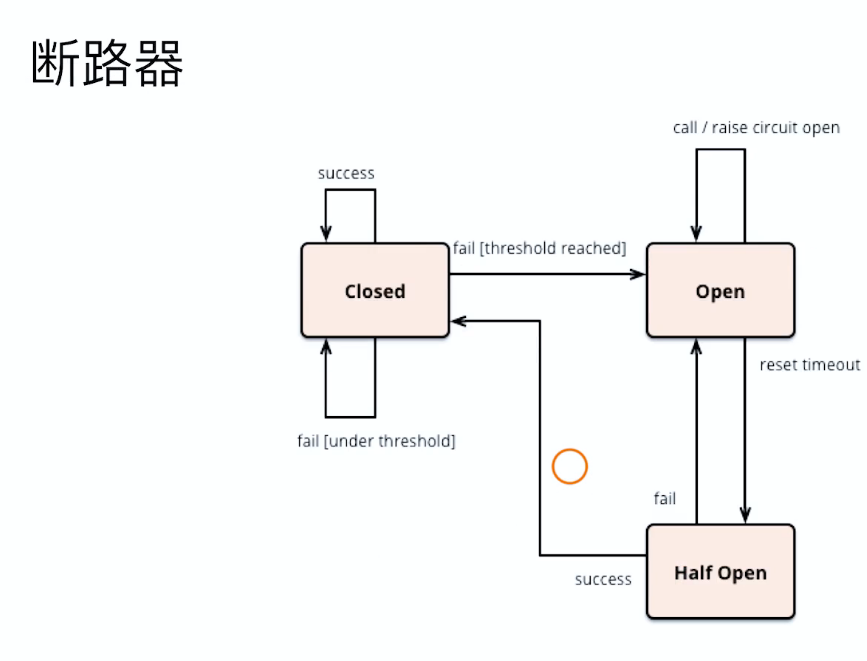 断路器
call / raise circuit open
success
fail [threshold reached]
Closed
Open
reset timeout
fail [under threshold]
fail
Half Open
success